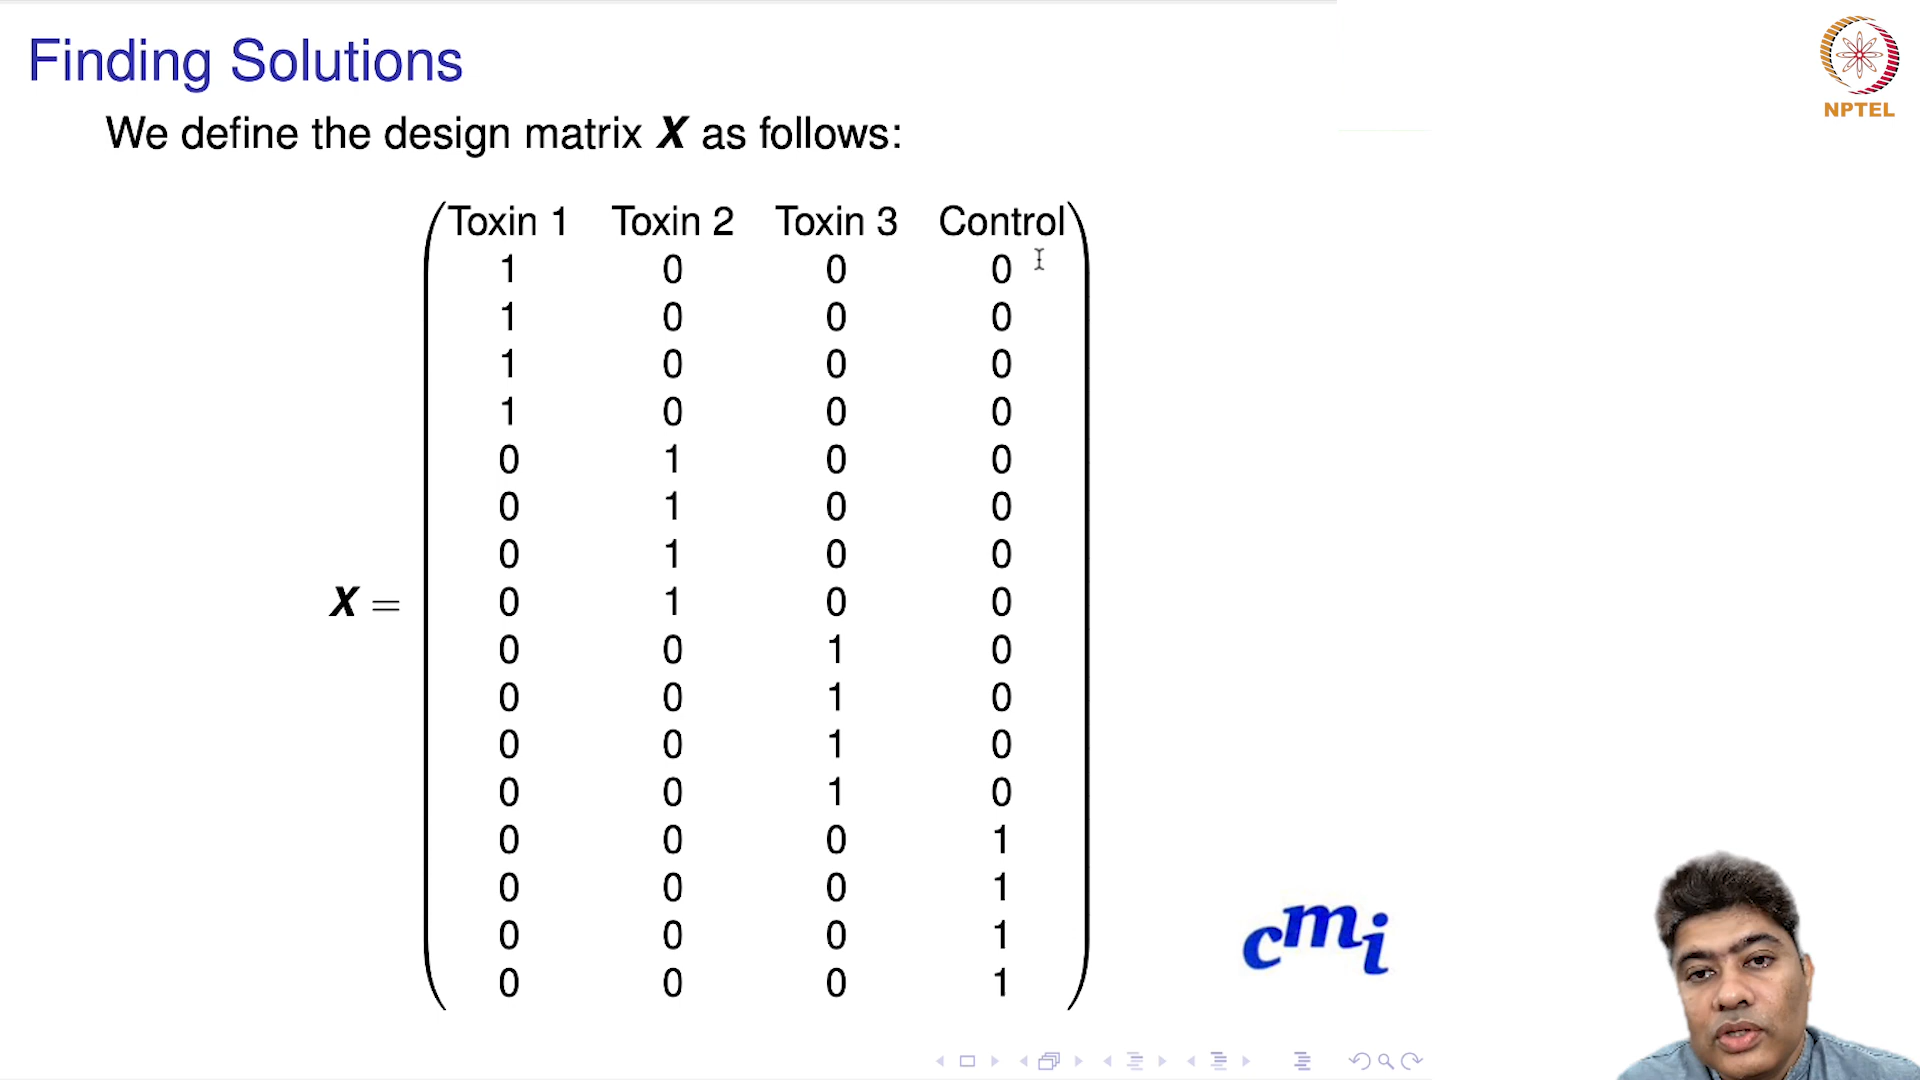 Finding Solutions
NPTEL
We define the design matrix X as follows:
Toxin 1 Toxin 2 Toxin 3 Control
1 0 0 0
1 0 0 0
1 0 0 0
1 0 0 0
0 1 0 0
0 1 0 0
0 1 0 0
X = 0 1 0 0
0 0 1 0
0 0 1 0
0 0 1 0
0 0 1 0
0 0 0 1
0 0 0 1
0 0 0 1
0 0 0 1
cmi